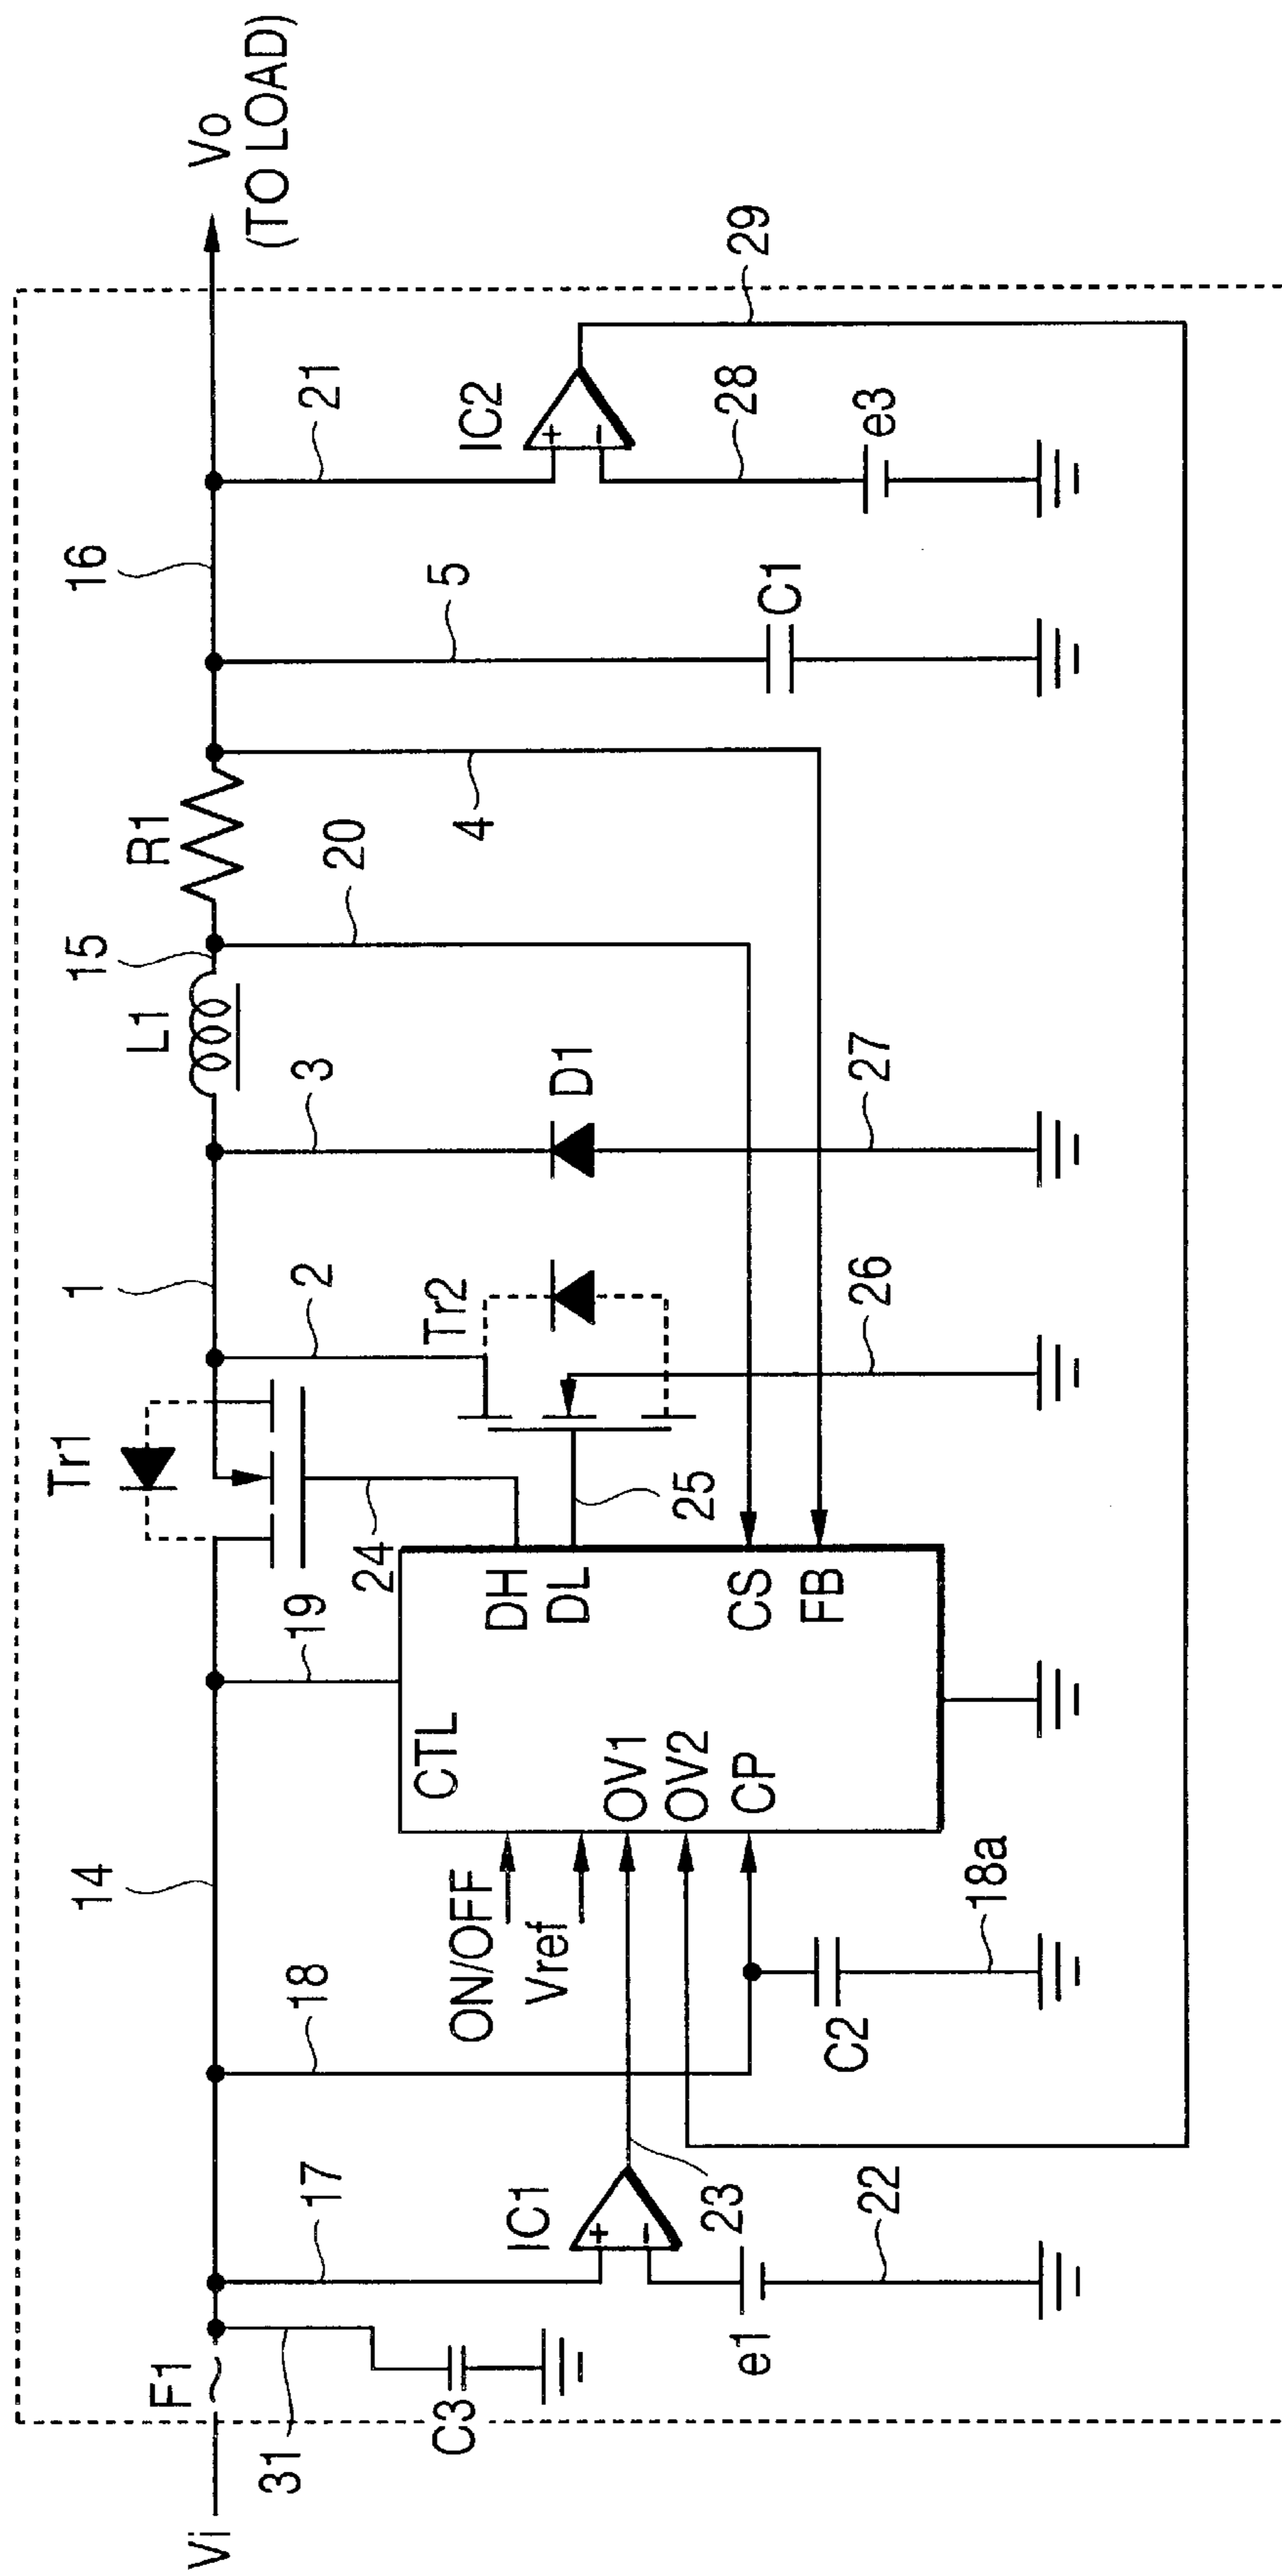 Vi
F1
31
C3
17
IC1
+
−
e1
23
22
18
14
ON/OFF
Vref
C2
18a
19
CTL
OV1
OV2
CP
DH
DL
CS
FB
24
25
Tr1
Tr2
2
26
1
3
D1
27
L1
15
20
R1
4
5
C1
16
21
IC2
+
−
28
e3
29
Vo
(TO LOAD)